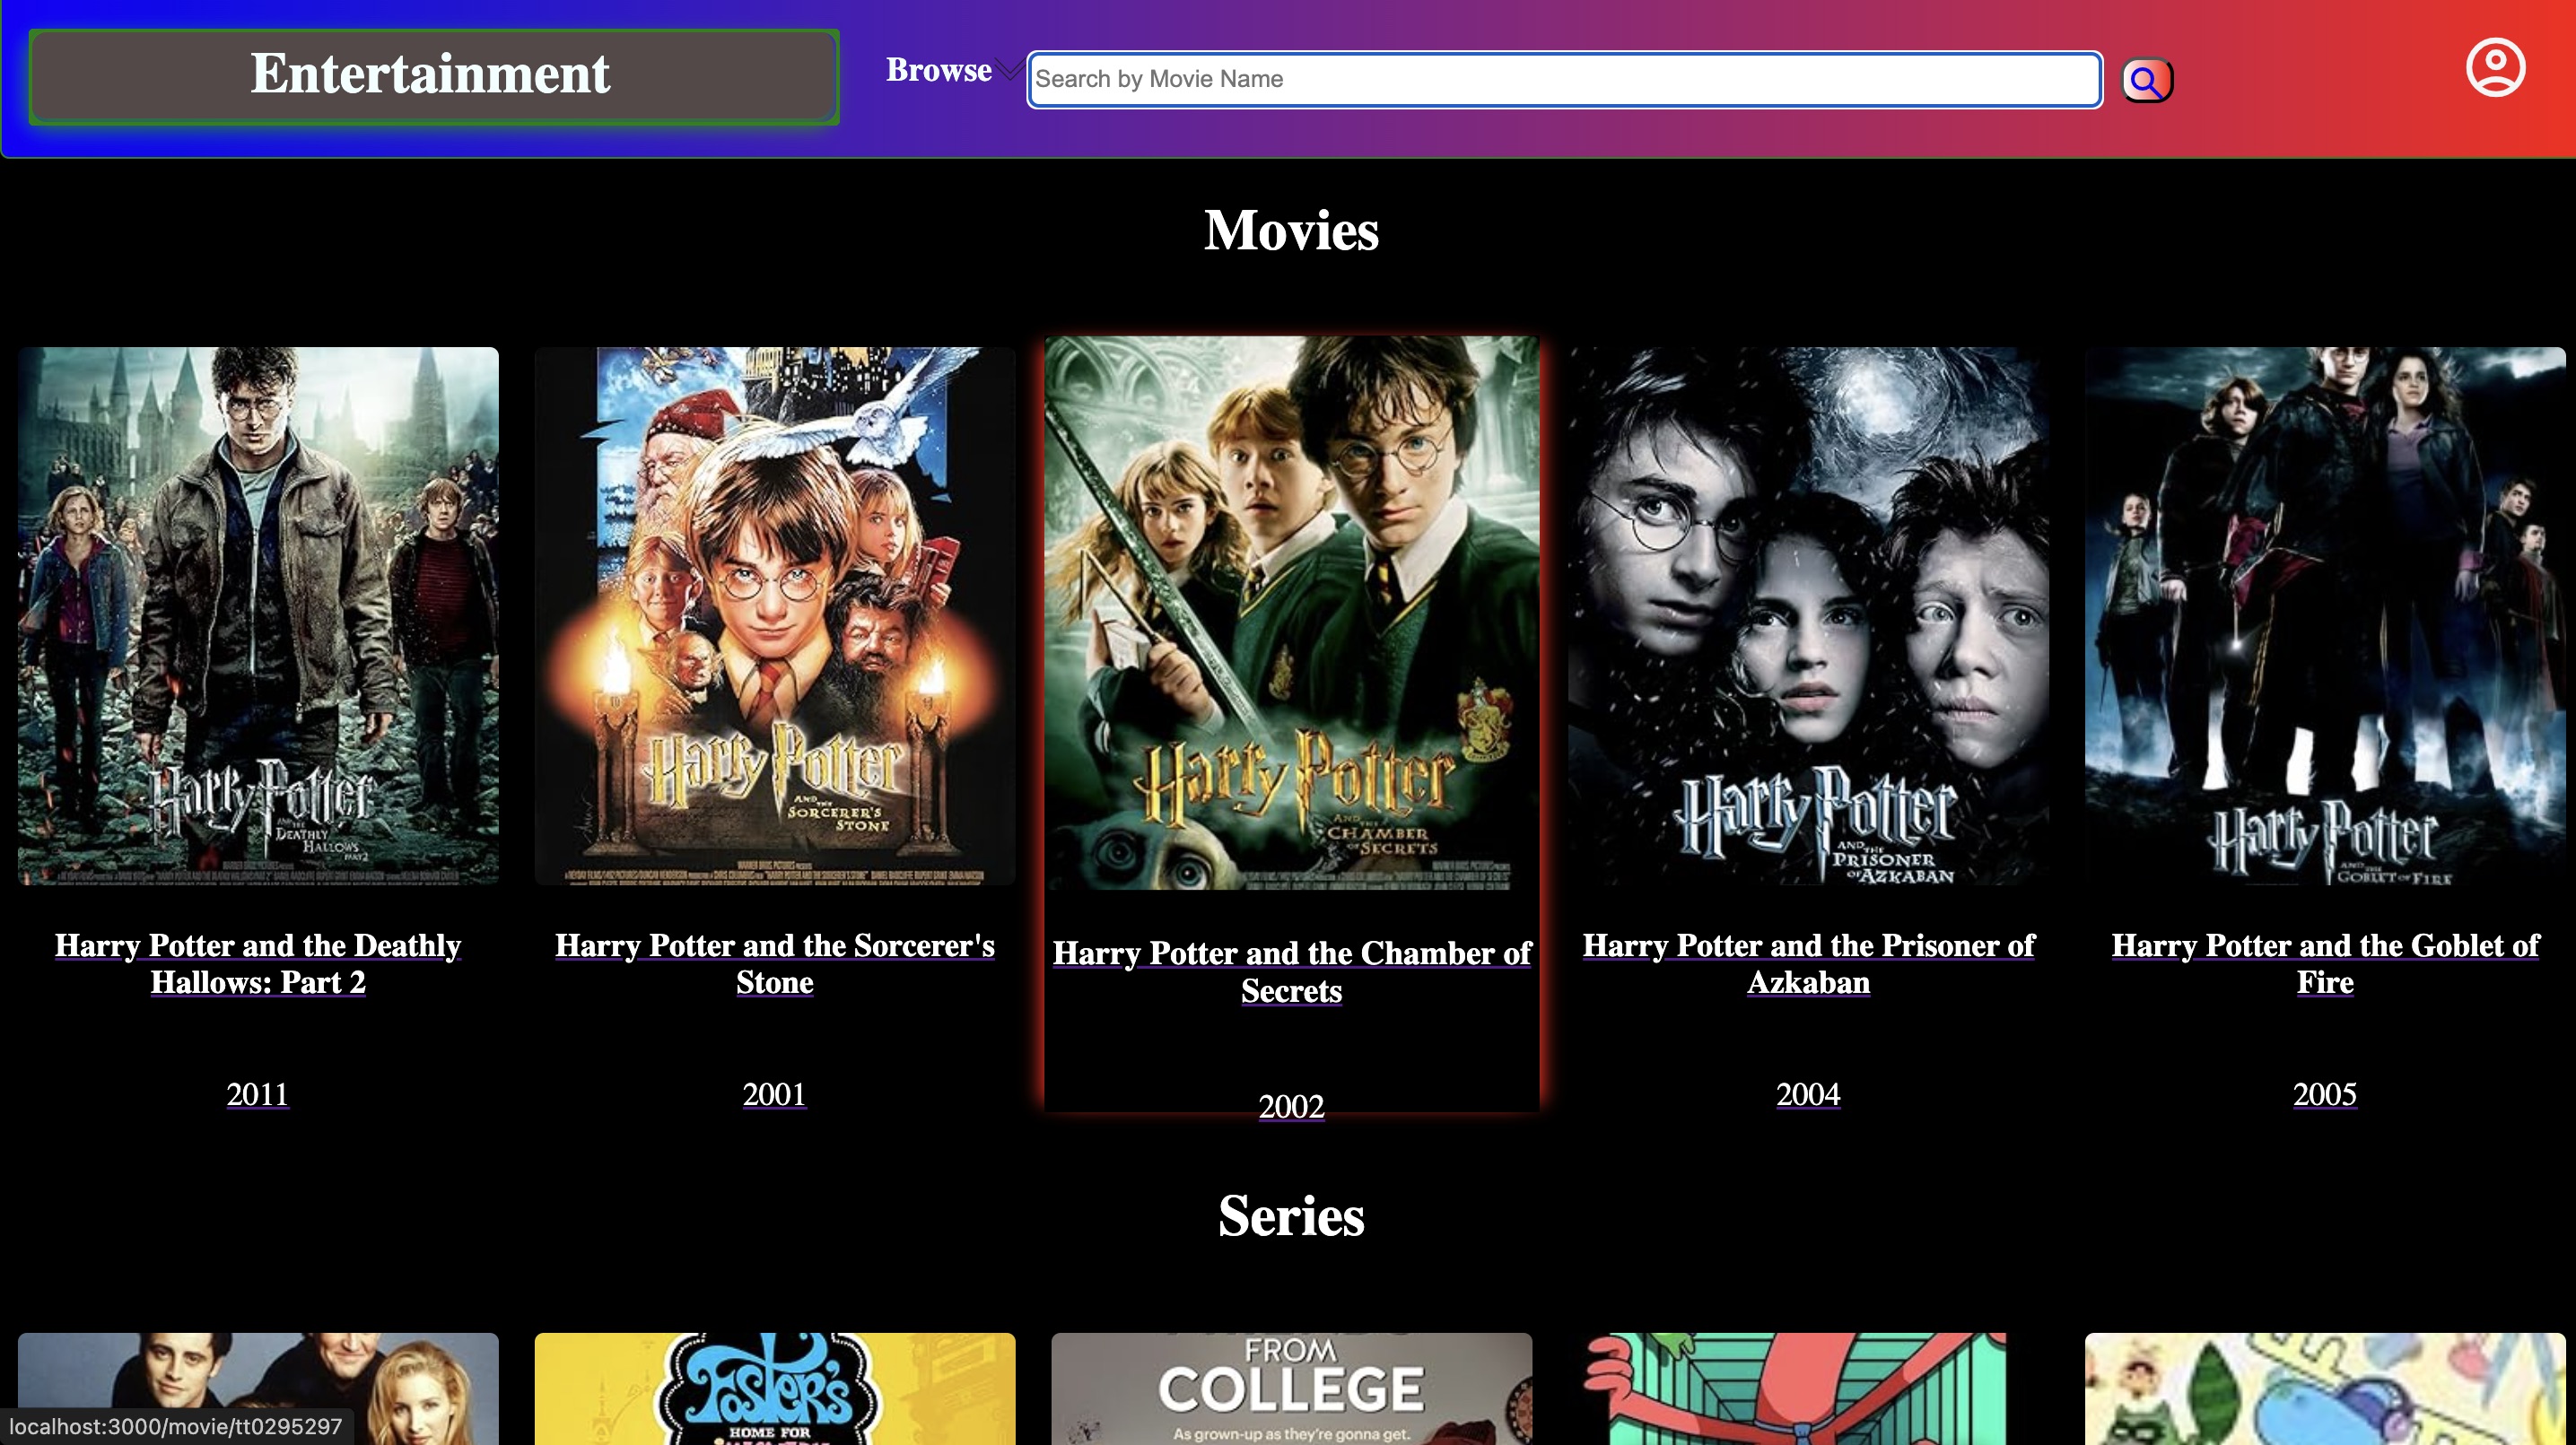 Entertainment
Browse
Search by Movie Name
Movies
Harry Potter
AND THE
DEATHLY
HALLOWS
PART 2
Harry Potter
AND THE
SORCERER'S
STONE
Harry Potter
AND THE
CHAMBER
OF SECRETS
Harry Potter
AND THE
PRISONER
OF AZKABAN
Harry Potter
AND THE
GOBLET OF FIRE
Harry Potter and the Deathly
Hallows: Part 2
Harry Potter and the Sorcerer's
Stone
Harry Potter and the Chamber of
Secrets
Harry Potter and the Prisoner of
Azkaban
Harry Potter and the Goblet of
Fire
2011
2001
2002
2004
2005
Series
FOSTER'S
HOME FOR
FROM
COLLEGE
As grown-up as they're gonna get.
localhost:3000/movie/tt0295297